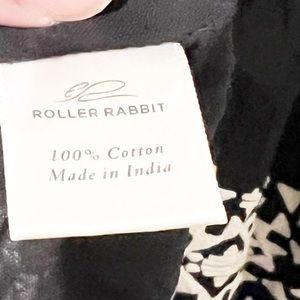 ROLLER RABBIT
100% Cotton
Made in India